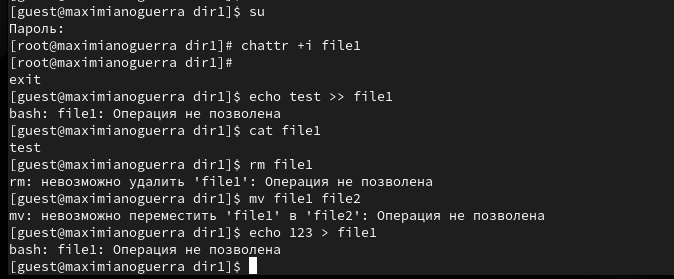 [guest@maximianoguerra dir1]$ su
Пароль:
[root@maximianoguerra dir1]# chattr +i file1
[root@maximianoguerra dir1]#
exit
[guest@maximianoguerra dir1]$ echo test >> file1
bash: file1: Операция не позволена
[guest@maximianoguerra dir1]$ cat file1
test
[guest@maximianoguerra dir1]$ rm file1
rm: невозможно удалить 'file1': Операция не позволена
[guest@maximianoguerra dir1]$ mv file1 file2
mv: невозможно переместить 'file1' в 'file2': Операция не позволена
[guest@maximianoguerra dir1]$ echo 123 > file1
bash: file1: Операция не позволена
[guest@maximianoguerra dir1]$